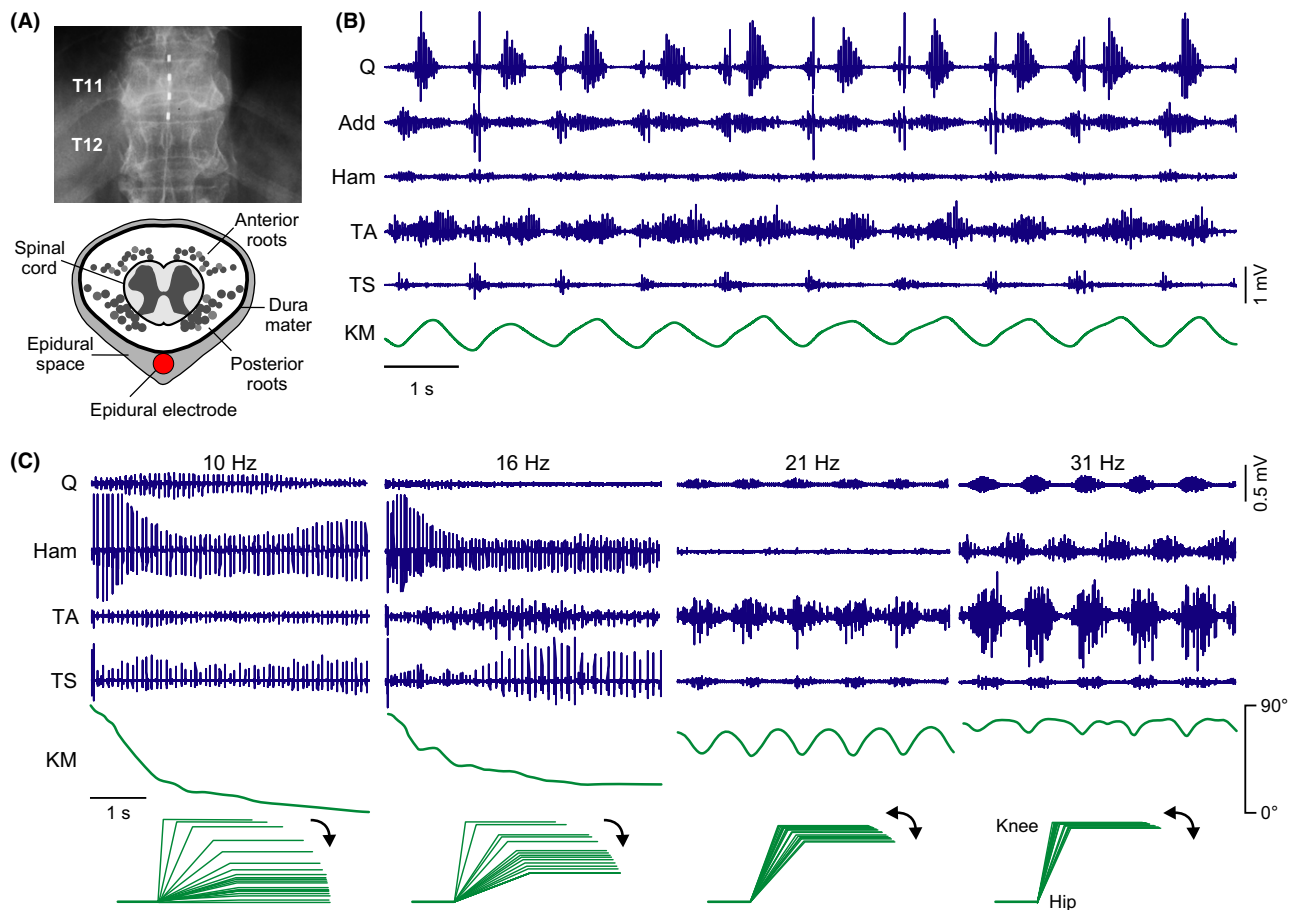 (A)
T11
T12
Anterior
roots
Spinal
cord
Dura
mater
Epidural
space
Posterior
roots
Epidural electrode
(B)
Q
Add
Ham
TA
TS
1 mV
KM
1 s
(C)
10 Hz
16 Hz
21 Hz
31 Hz
Q
0.5 mV
Ham
TA
TS
90°
KM
0°
1 s
Knee
Hip